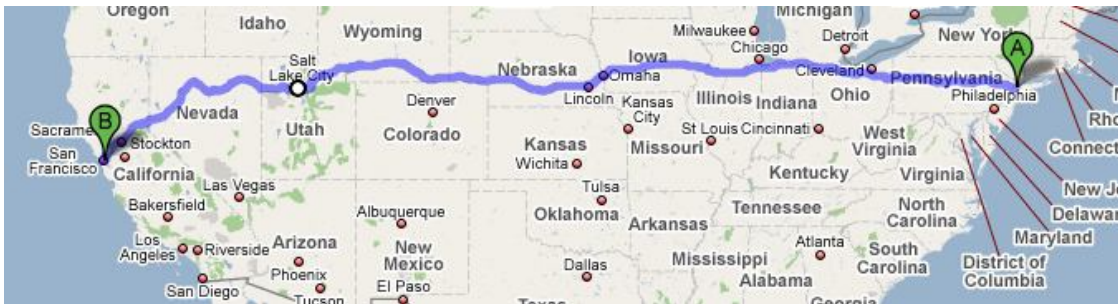 Oregon
Idaho
Wyoming
Michigan
Milwaukee
Detroit
New York
A
Iowa
Chicago
Salt
Lake City
Nebraska
Omaha
Cleveland
Pennsylvania
Lincoln
Illinois
Indiana
Ohio
Philadelphia
Nevada
Denver
Kansas
City
B
Sacrame
Stockton
Utah
Colorado
St Louis
Cincinnati
West
Virginia
Rho
San
Francisco
Kansas
Missouri
Connect
California
Wichita
Kentucky
Virginia
Las Vegas
Tulsa
New Je
Bakersfield
Albuquerque
Oklahoma
Tennessee
North
Carolina
Delawa
Arkansas
Maryland
Los
Angeles
Riverside
Arizona
New
Mexico
Atlanta
South
Carolina
District of
Columbia
Phoenix
Dallas
Mississippi
Alabama
San Diego
Tucson
El Paso
Texas
Georgia